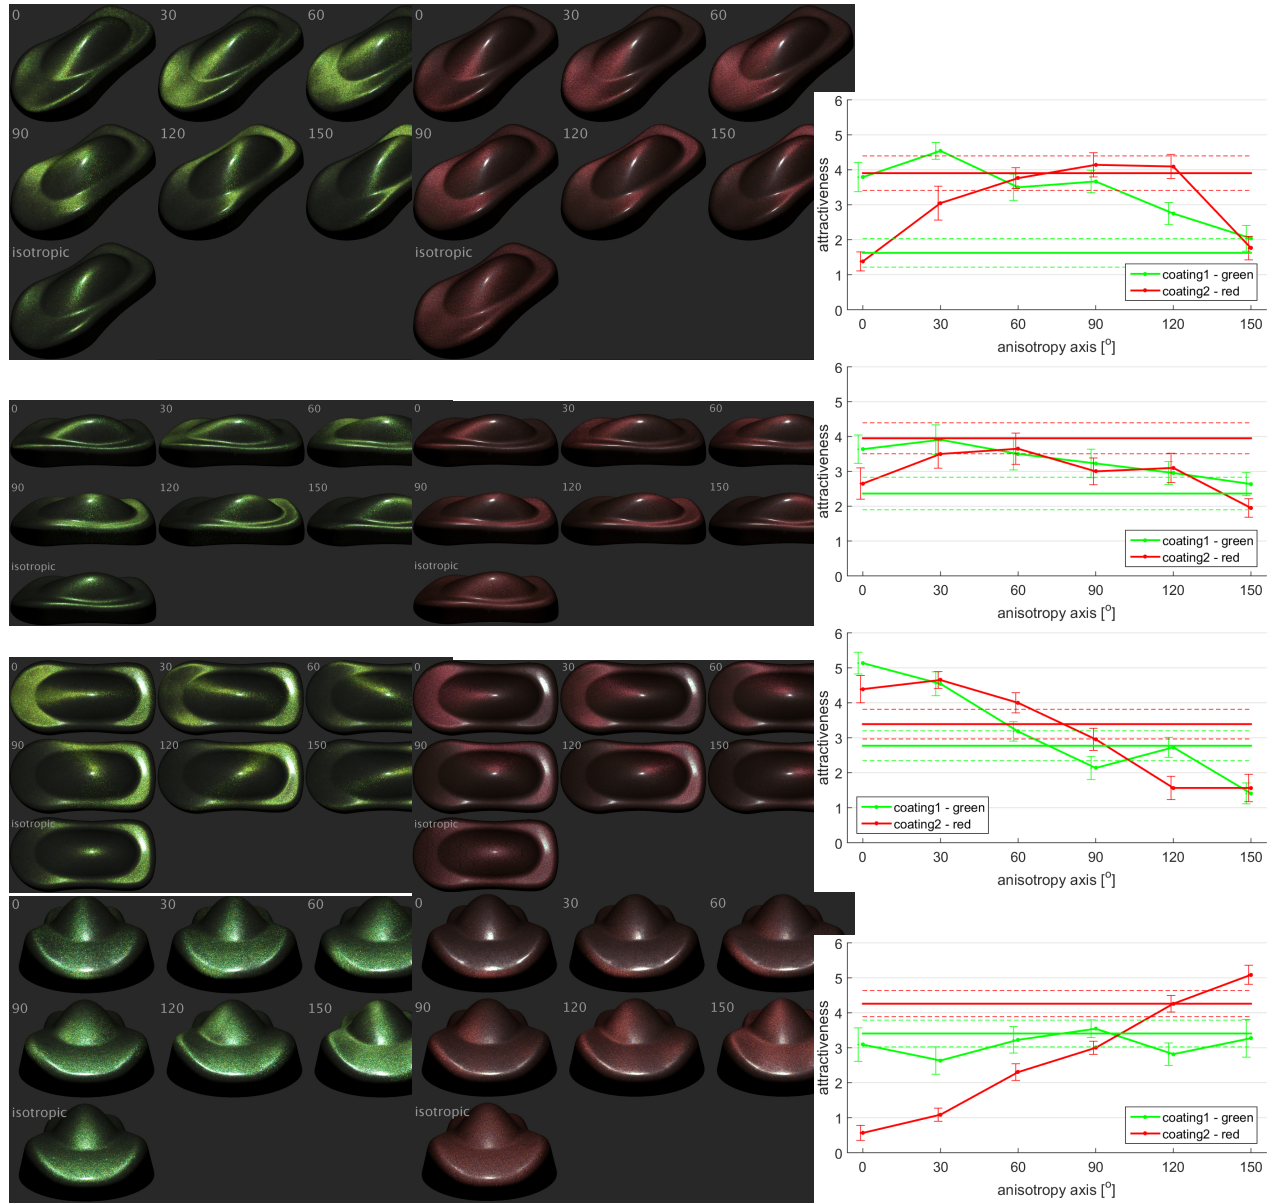 0 30 60 0 30 60
90 120 150 90 120 150
isotropic isotropic
6
5
4
3
2
1
0
attractiveness
coating1 - green
coating2 - red
0 30 60 90 120 150
anisotropy axis [o]
0 30 60 0 30 60
90 120 150 90 120 150
isotropic isotropic
6
5
4
3
2
1
0
attractiveness
coating1 - green
coating2 - red
0 30 60 90 120 150
anisotropy axis [o]
0 30 60 0 30 60
90 120 150 90 120 150
isotropic isotropic
6
5
4
3
2
1
0
attractiveness
coating1 - green
coating2 - red
0 30 60 90 120 150
anisotropy axis [o]
0 30 60 0 30 60
90 120 150 90 120 150
isotropic isotropic
6
5
4
3
2
1
0
attractiveness
coating1 - green
coating2 - red
0 30 60 90 120 150
anisotropy axis [o]